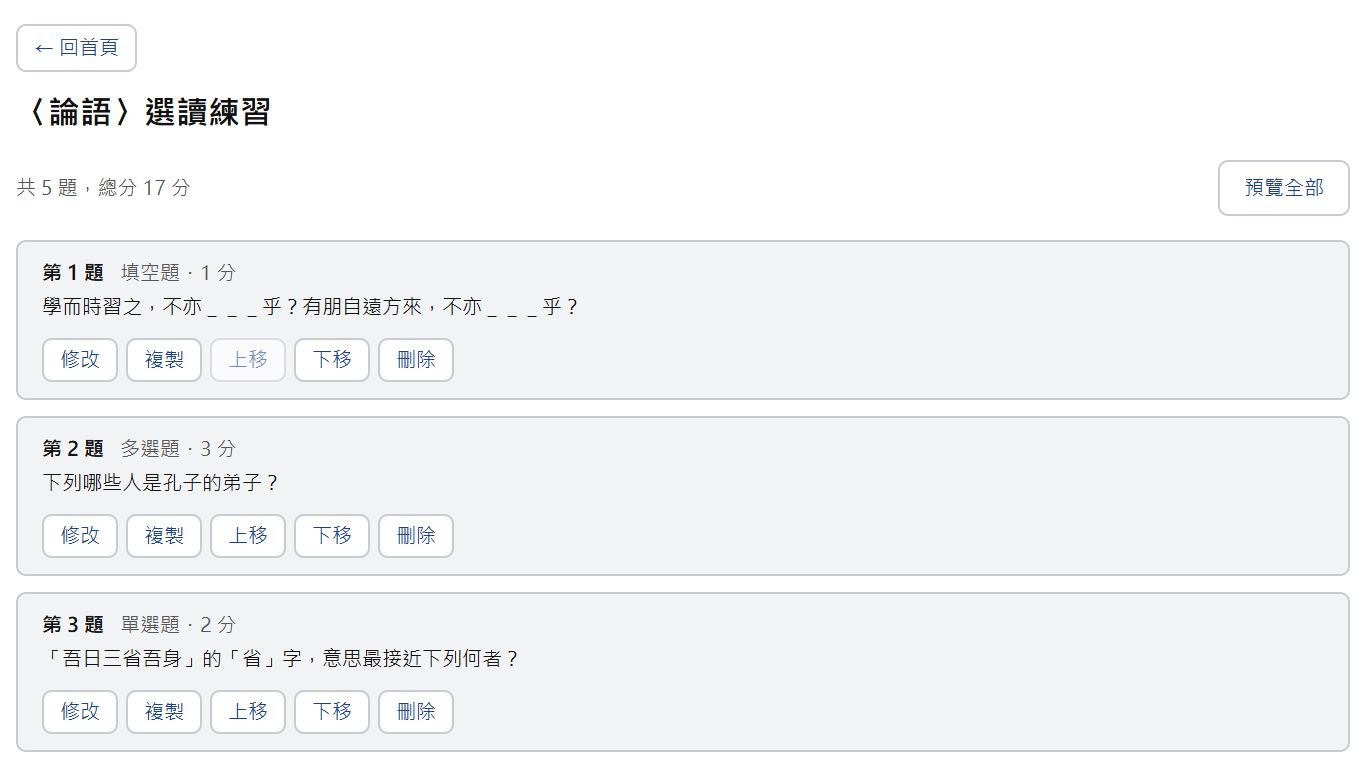 ← 回首頁
〈論語〉選讀練習
共 5 題，總分 17 分
預覽全部
第 1 題 填空題 · 1 分
學而時習之，不亦＿＿＿乎？有朋自遠方來，不亦＿＿＿乎？
修改 複製 上移 下移 刪除
第 2 題 多選題 · 3 分
下列哪些人是孔子的弟子？
修改 複製 上移 下移 刪除
第 3 題 單選題 · 2 分
「吾日三省吾身」的「省」字，意思最接近下列何者？
修改 複製 上移 下移 刪除